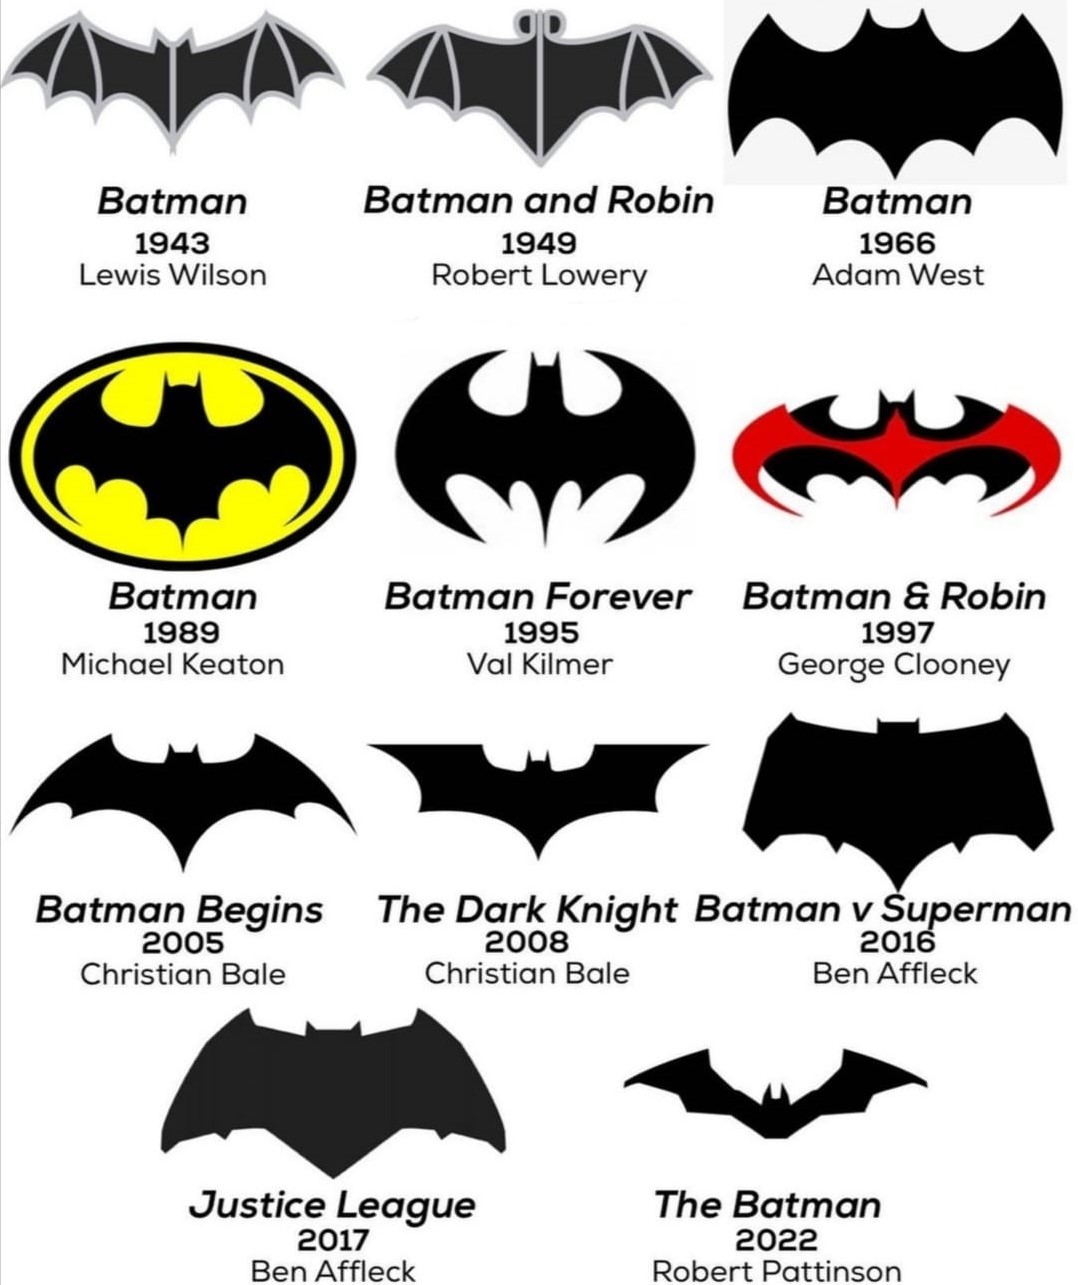 Batman
1943
Lewis Wilson
Batman and Robin
1949
Robert Lowery
Batman
1966
Adam West
Batman
1989
Michael Keaton
Batman Forever
1995
Val Kilmer
Batman & Robin
1997
George Clooney
Batman Begins
2005
Christian Bale
The Dark Knight
2008
Christian Bale
Batman v Superman
2016
Ben Affleck
Justice League
2017
Ben Affleck
The Batman
2022
Robert Pattinson